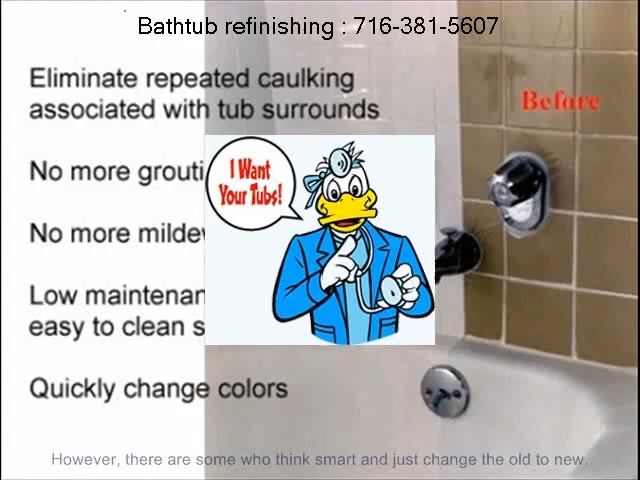 Bathtub refinishing : 716-381-5607
Eliminate repeated caulking
associated with tub surrounds
Before
No more grouti
I Want
Your Tubs!
No more milde
Low maintenan
easy to clean s
Quickly change colors
However, there are some who think smart and just change the old to new..